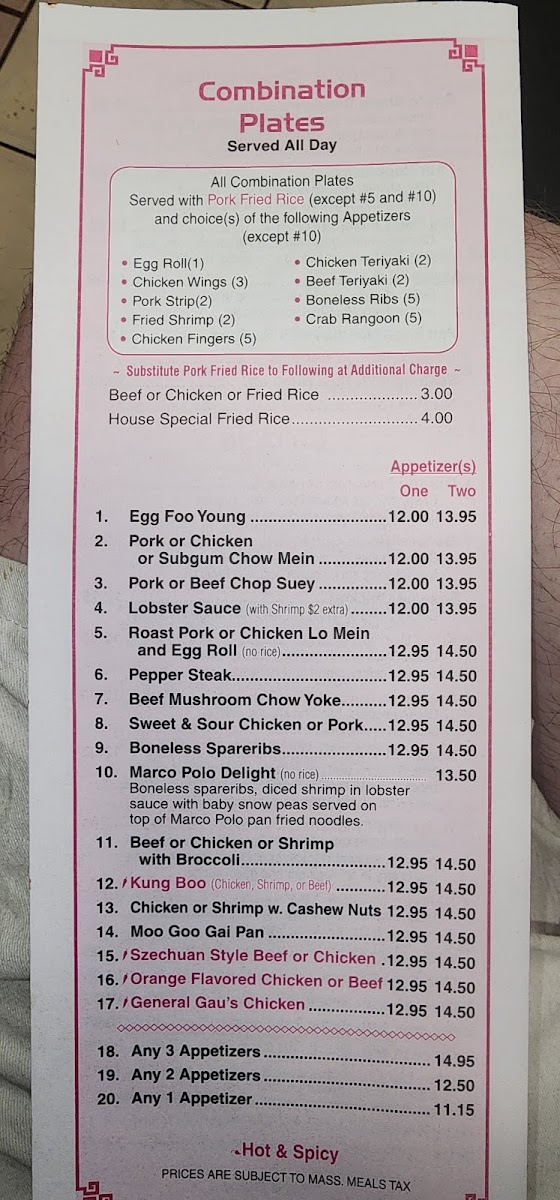 Combination
Plates
Served All Day
All Combination Plates
Served with Pork Fried Rice (except #5 and #10)
and choice(s) of the following Appetizers
(except #10)
• Egg Roll(1)
• Chicken Wings (3)
• Pork Strip(2)
• Fried Shrimp (2)
• Chicken Fingers (5)
• Chicken Teriyaki (2)
• Beef Teriyaki (2)
• Boneless Ribs (5)
• Crab Rangoon (5)
~ Substitute Pork Fried Rice to Following at Additional Charge ~
Beef or Chicken or Fried Rice ................... 3.00
House Special Fried Rice.......................... 4.00
Appetizer(s)
One Two
1. Egg Foo Young ..............................12.00 13.95
2. Pork or Chicken
or Subgum Chow Mein ...............12.00 13.95
3. Pork or Beef Chop Suey ...............12.00 13.95
4. Lobster Sauce (with Shrimp $2 extra) ........12.00 13.95
5. Roast Pork or Chicken Lo Mein
and Egg Roll (no rice).......................12.95 14.50
6. Pepper Steak..................................12.95 14.50
7. Beef Mushroom Chow Yoke..........12.95 14.50
8. Sweet & Sour Chicken or Pork.....12.95 14.50
9. Boneless Spareribs.......................12.95 14.50
10. Marco Polo Delight (no rice) .................................. 13.50
Boneless spareribs, diced shrimp in lobster
sauce with baby snow peas served on
top of Marco Polo pan fried noodles.
11. Beef or Chicken or Shrimp
with Broccoli................................12.95 14.50
12. Kung Boo (Chicken, Shrimp, or Beef) ...........12.95 14.50
13. Chicken or Shrimp w. Cashew Nuts 12.95 14.50
14. Moo Goo Gai Pan ..........................12.95 14.50
15. Szechuan Style Beef or Chicken .12.95 14.50
16. Orange Flavored Chicken or Beef 12.95 14.50
17. General Gau's Chicken .................12.95 14.50
18. Any 3 Appetizers..................................... 14.95
19. Any 2 Appetizers..................................... 12.50
20. Any 1 Appetizer....................................... 11.15
Hot & Spicy
PRICES ARE SUBJECT TO MASS. MEALS TAX